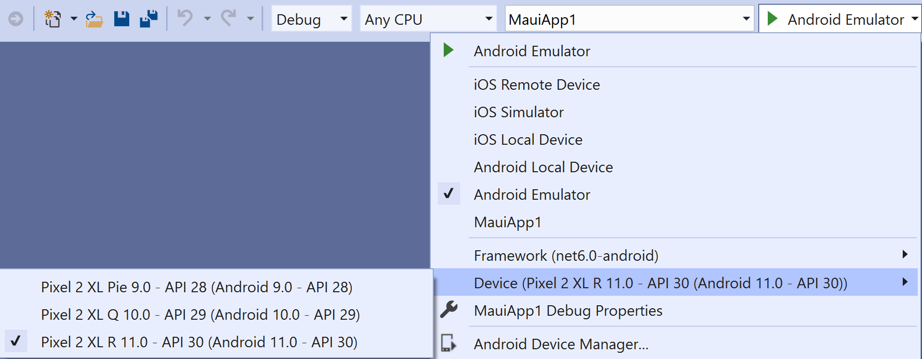 Debug Any CPU MauiApp1 Android Emulator
Android Emulator
iOS Remote Device
iOS Simulator
iOS Local Device
Android Local Device
Android Emulator
MauiApp1
Framework (net6.0-android)
Device (Pixel 2 XL R 11.0 - API 30 (Android 11.0 - API 30))
MauiApp1 Debug Properties
Android Device Manager...
Pixel 2 XL Pie 9.0 - API 28 (Android 9.0 - API 28)
Pixel 2 XL Q 10.0 - API 29 (Android 10.0 - API 29)
Pixel 2 XL R 11.0 - API 30 (Android 11.0 - API 30)